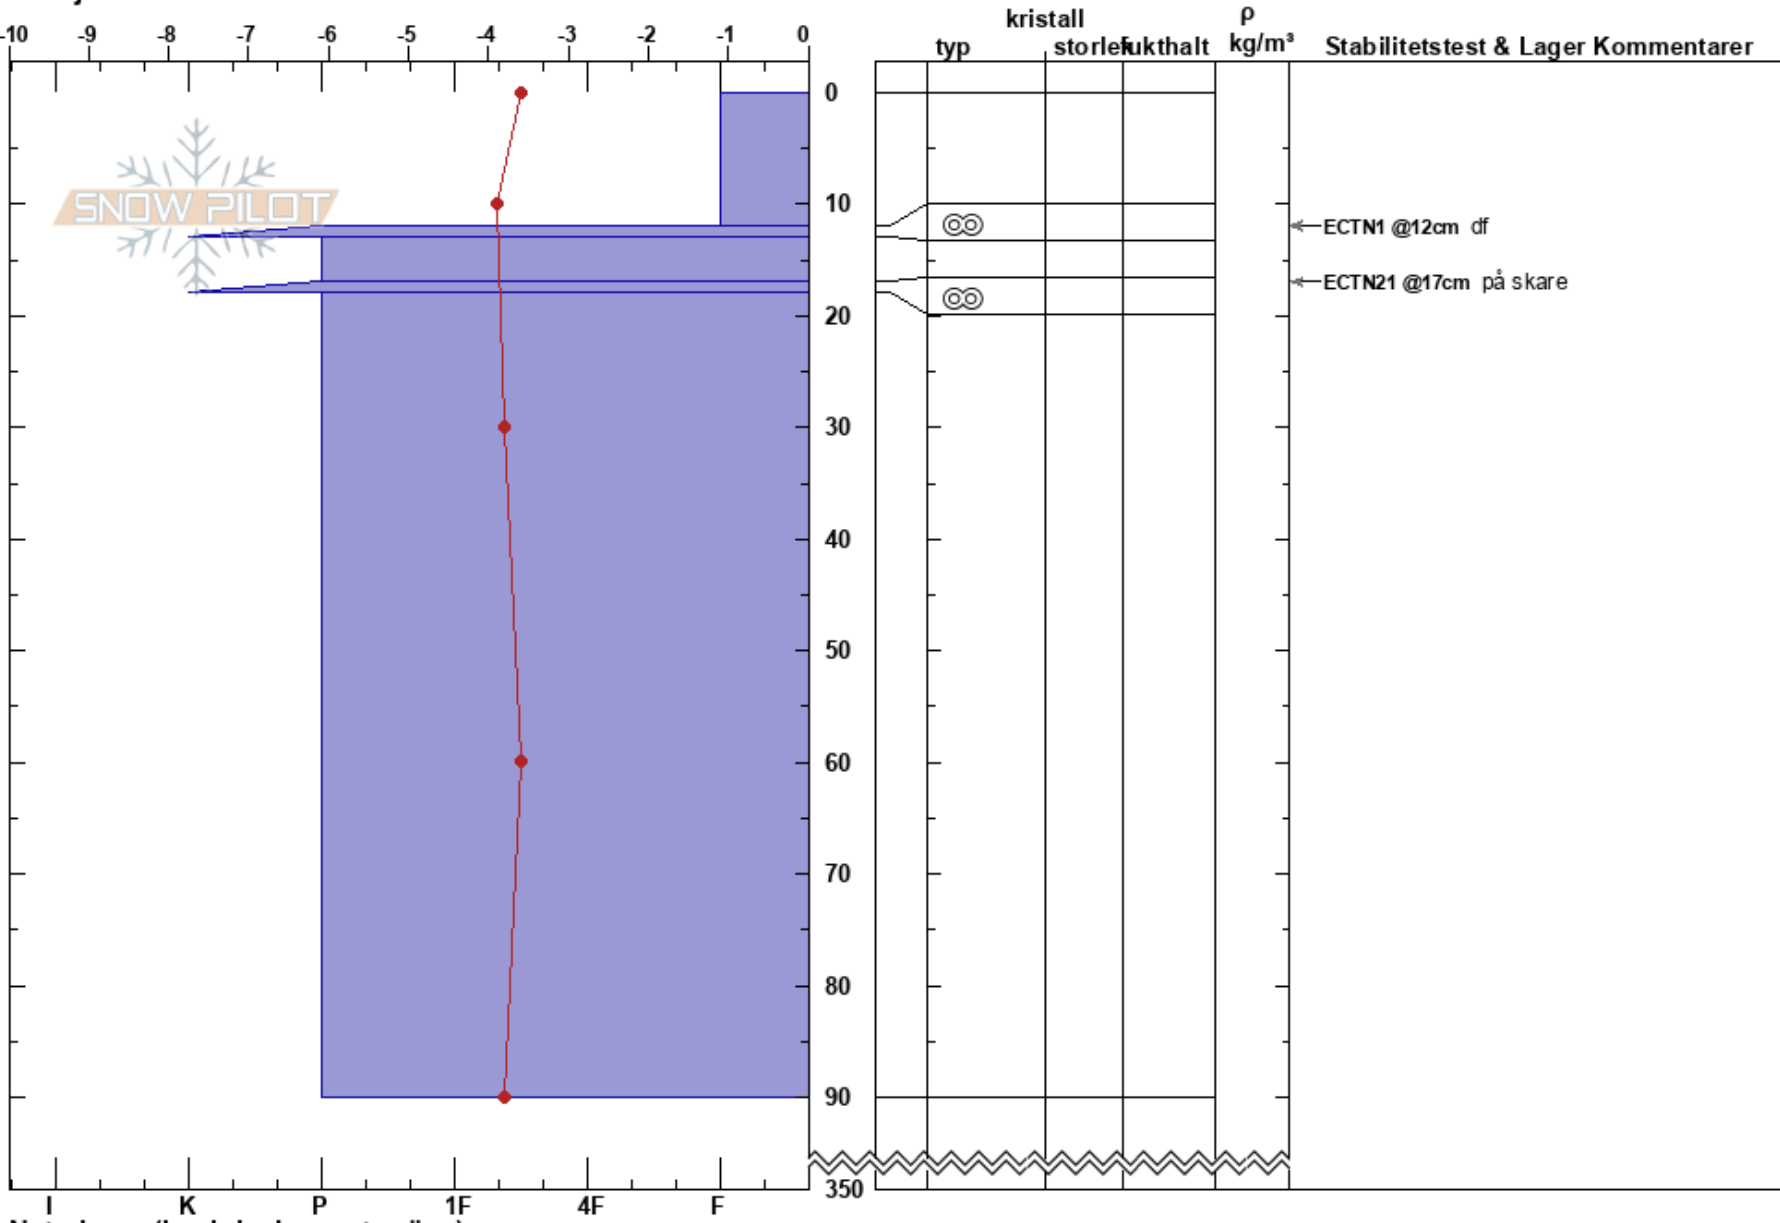 kristall ρ
-10 -9 -8 -7 -6 -5 -4 -3 -2 -1 0
typ storlek fukthalt kg/m³ Stabilitetstest & Lager Kommentarer
0
SNOW PILOT
10
ECTN1 @12cm df
ECTN21 @17cm på skare
20
30
40
50
60
70
80
90
350
I K P 1F 4F F